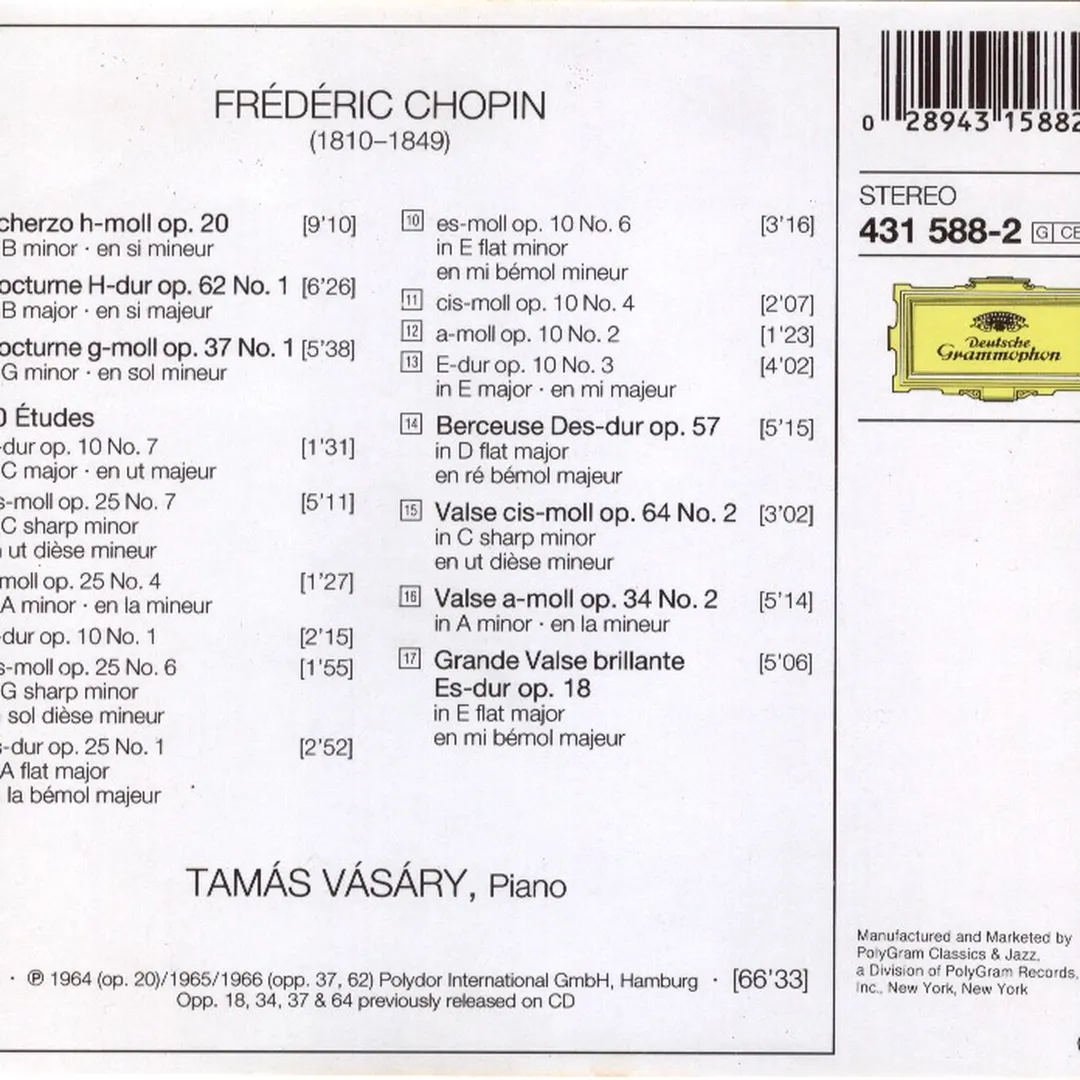 FRÉDÉRIC CHOPIN
(1810–1849)
cherzo h-moll op. 20 [9'10]
B minor · en si mineur
octurne H-dur op. 62 No. 1 [6'26]
B major · en si majeur
octurne g-moll op. 37 No. 1 [5'38]
G minor · en sol mineur
0 Études
-dur op. 10 No. 7 [1'31]
C major · en ut majeur
s-moll op. 25 No. 7 [5'11]
C sharp minor
ut dièse mineur
moll op. 25 No. 4 [1'27]
A minor · en la mineur
-dur op. 10 No. 1 [2'15]
s-moll op. 25 No. 6 [1'55]
G sharp minor
sol dièse mineur
s-dur op. 25 No. 1 [2'52]
A flat major
la bémol majeur
10 es-moll op. 10 No. 6 [3'16]
in E flat minor
en mi bémol mineur
11 cis-moll op. 10 No. 4 [2'07]
12 a-moll op. 10 No. 2 [1'23]
13 E-dur op. 10 No. 3 [4'02]
in E major · en mi majeur
14 Berceuse Des-dur op. 57 [5'15]
in D flat major
en ré bémol majeur
15 Valse cis-moll op. 64 No. 2 [3'02]
in C sharp minor
en ut dièse mineur
16 Valse a-moll op. 34 No. 2 [5'14]
in A minor · en la mineur
17 Grande Valse brillante [5'06]
Es-dur op. 18
in E flat major
en mi bémol majeur
TAMÁS VÁSÁRY, Piano
· ℗ 1964 (op. 20)/1965/1966 (opp. 37, 62) Polydor International GmbH, Hamburg · [66'33]
Opp. 18, 34, 37 & 64 previously released on CD
0 28943 15882
STEREO
431 588-2 G CE
Deutsche
Grammophon
Manufactured and Marketed by
PolyGram Classics & Jazz,
a Division of PolyGram Records,
Inc., New York, New York